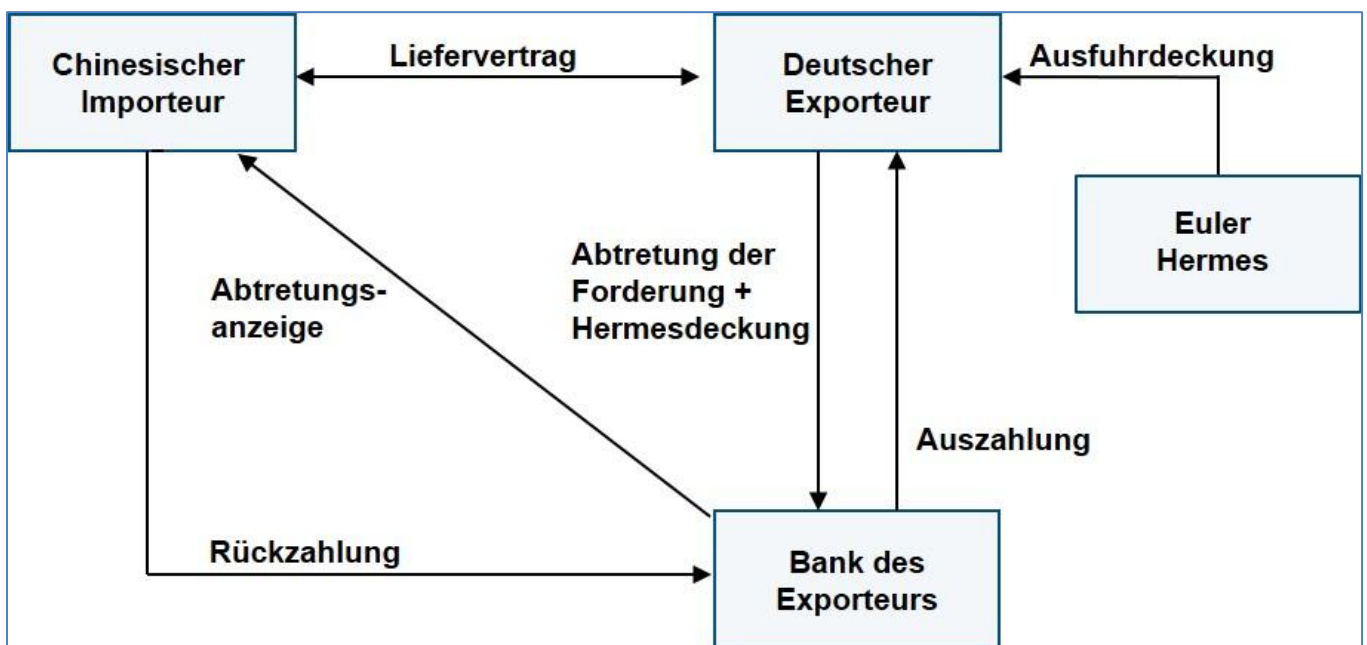 Chinesischer
Importeur
Liefervertrag
Deutscher
Exporteur
Ausfuhrdeckung
Euler
Hermes
Abtretungs-
anzeige
Abtretung der
Forderung +
Hermesdeckung
Auszahlung
Rückzahlung
Bank des
Exporteurs